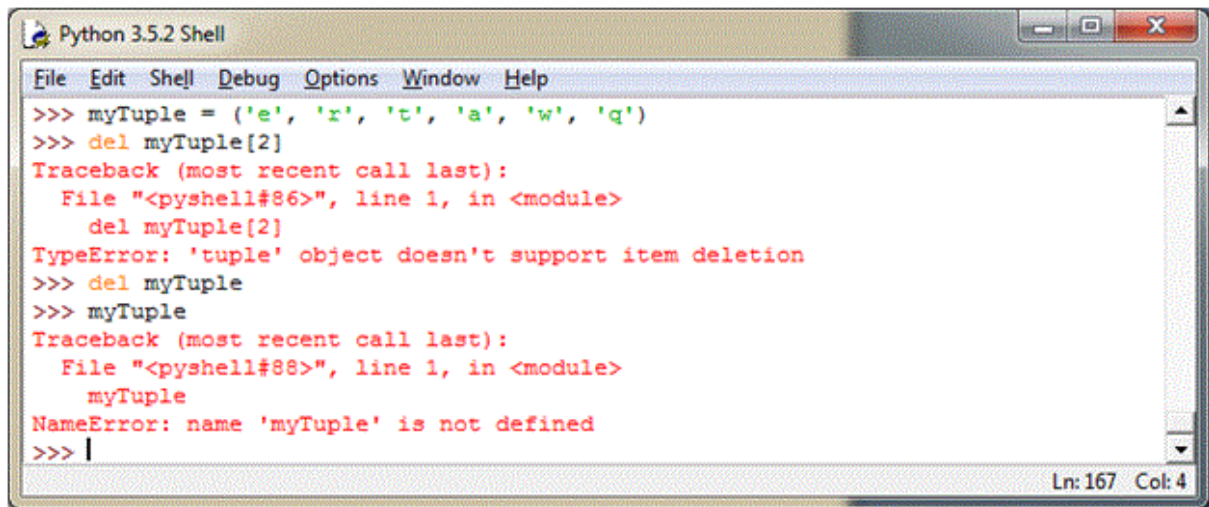 Python 3.5.2 Shell
File Edit Shell Debug Options Window Help
>>> myTuple = ('e', 'r', 't', 'a', 'w', 'q')
>>> del myTuple[2]
Traceback (most recent call last):
  File "<pyshell#86>", line 1, in <module>
    del myTuple[2]
TypeError: 'tuple' object doesn't support item deletion
>>> del myTuple
>>> myTuple
Traceback (most recent call last):
  File "<pyshell#88>", line 1, in <module>
    myTuple
NameError: name 'myTuple' is not defined
>>>
Ln: 167 Col: 4